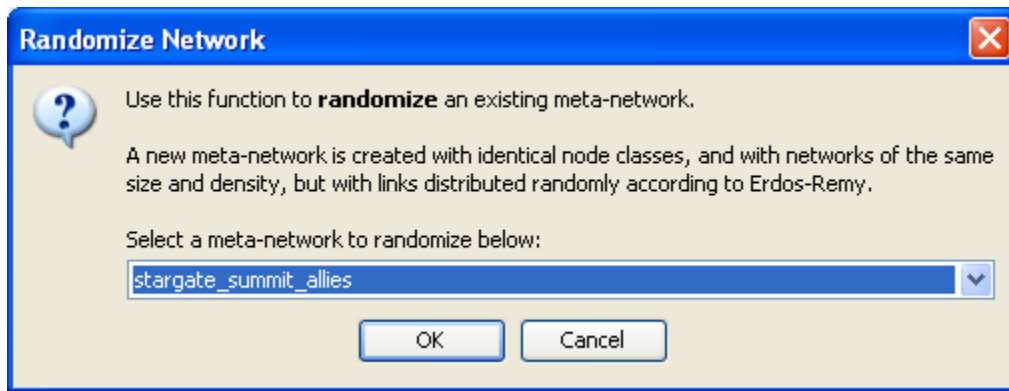 Randomize Network
Use this function to randomize an existing meta-network.
A new meta-network is created with identical node classes, and with networks of the same
size and density, but with links distributed randomly according to Erdos-Remy.
Select a meta-network to randomize below:
stargate_summit_allies
OK Cancel